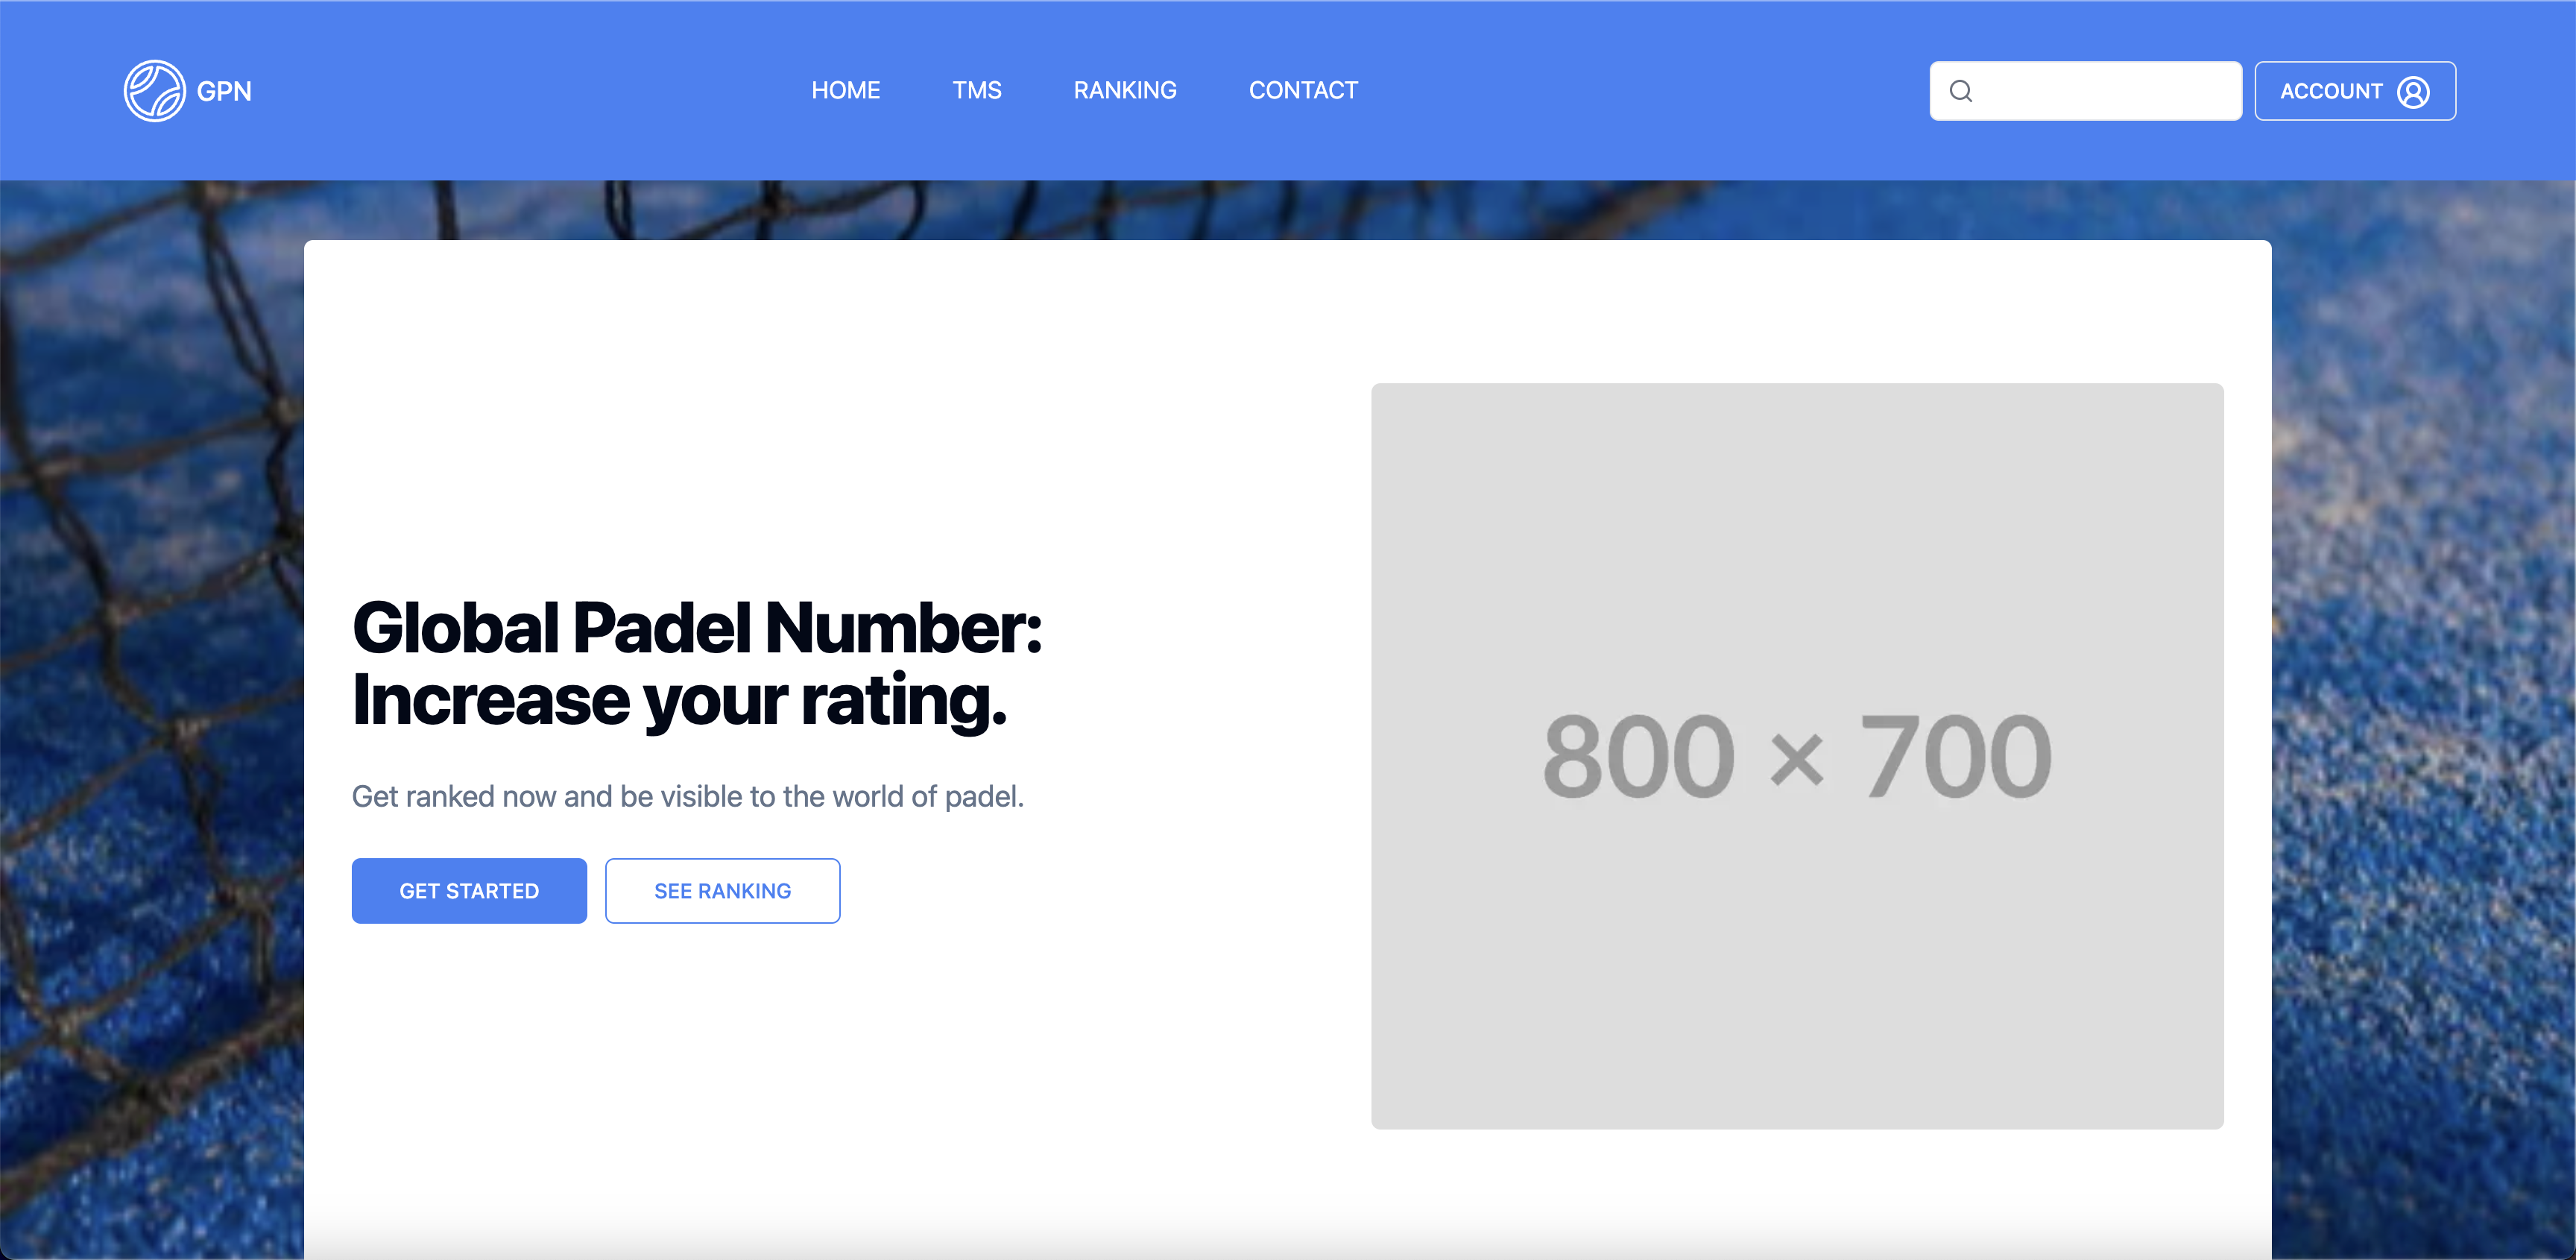 GPN
HOME
TMS
RANKING
CONTACT
ACCOUNT
Global Padel Number:
Increase your rating.
Get ranked now and be visible to the world of padel.
GET STARTED
SEE RANKING
800 × 700